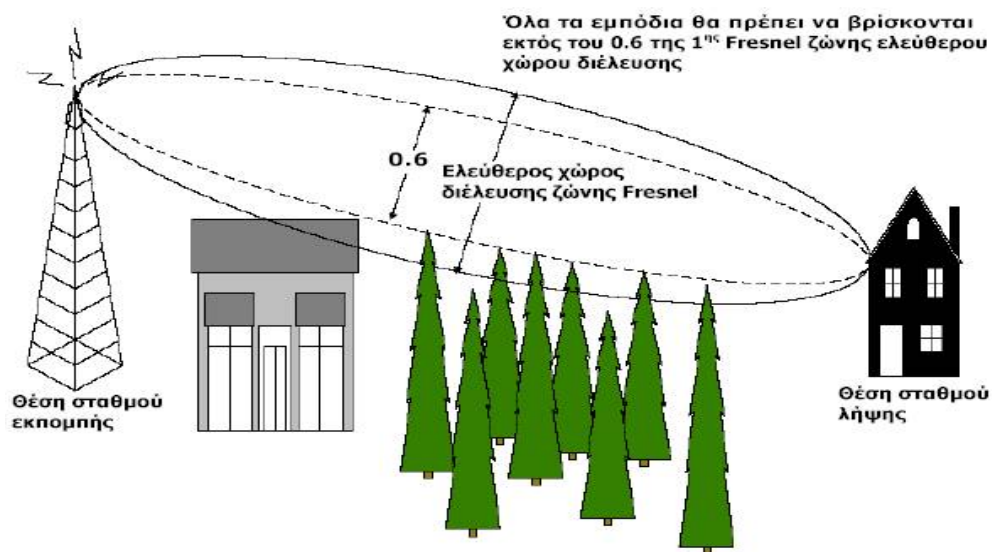 Όλα τα εμπόδια θα πρέπει να βρίσκονται
εκτός του 0.6 της 1ης Fresnel ζώνης ελεύθερου
χώρου διέλευσης
0.6
Ελεύθερος χώρος
διέλευσης ζώνης Fresnel
Θέση σταθμού
εκπομπής
Θέση σταθμού
λήψης